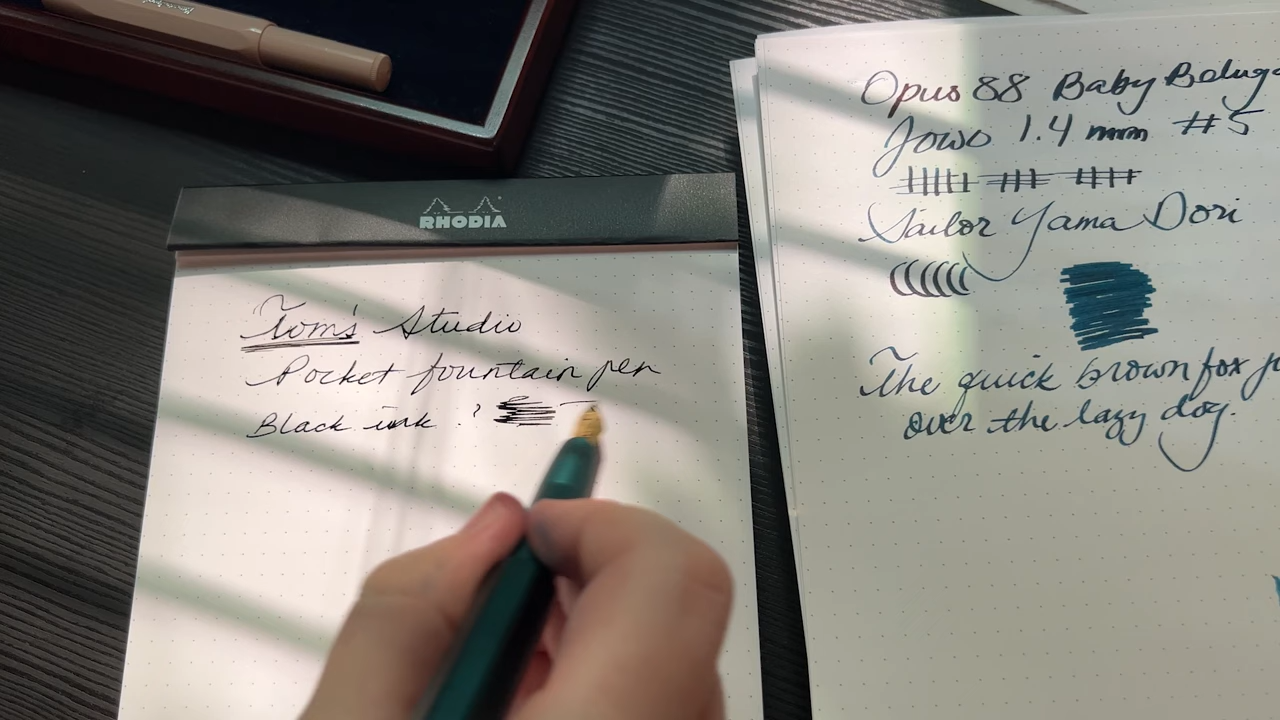 RHODIA
Tom's Studio
Pocket fountain pen
Black ink ?
Opus 88 Baby Beluga
Jowo 1.4 mm #5
Sailor Yama Dori
The quick brown fox
over the lazy dog.